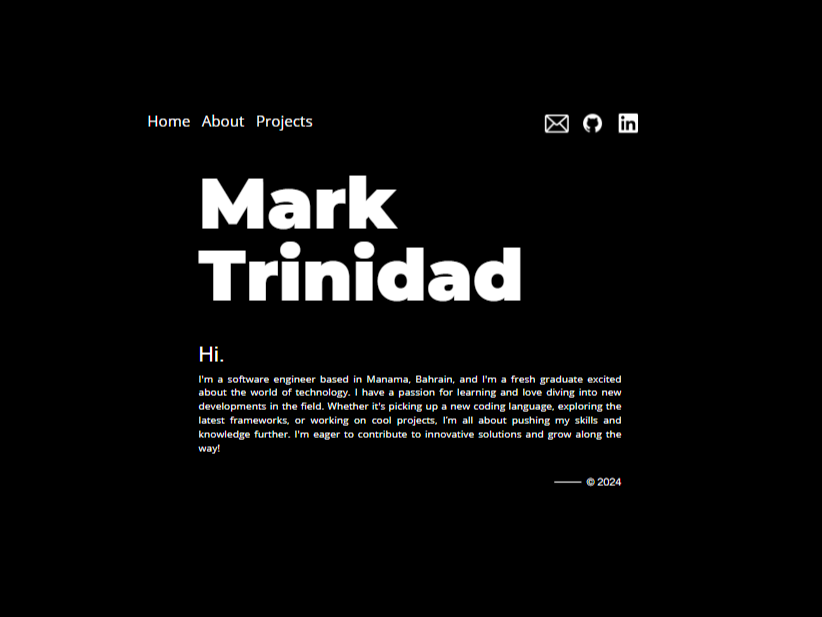 Home About Projects
Mark
Trinidad
Hi.
I'm a software engineer based in Manama, Bahrain, and I'm a fresh graduate excited
about the world of technology. I have a passion for learning and love diving into new
developments in the field. Whether it's picking up a new coding language, exploring the
latest frameworks, or working on cool projects, I'm all about pushing my skills and
knowledge further. I'm eager to contribute to innovative solutions and grow along the
way!
© 2024